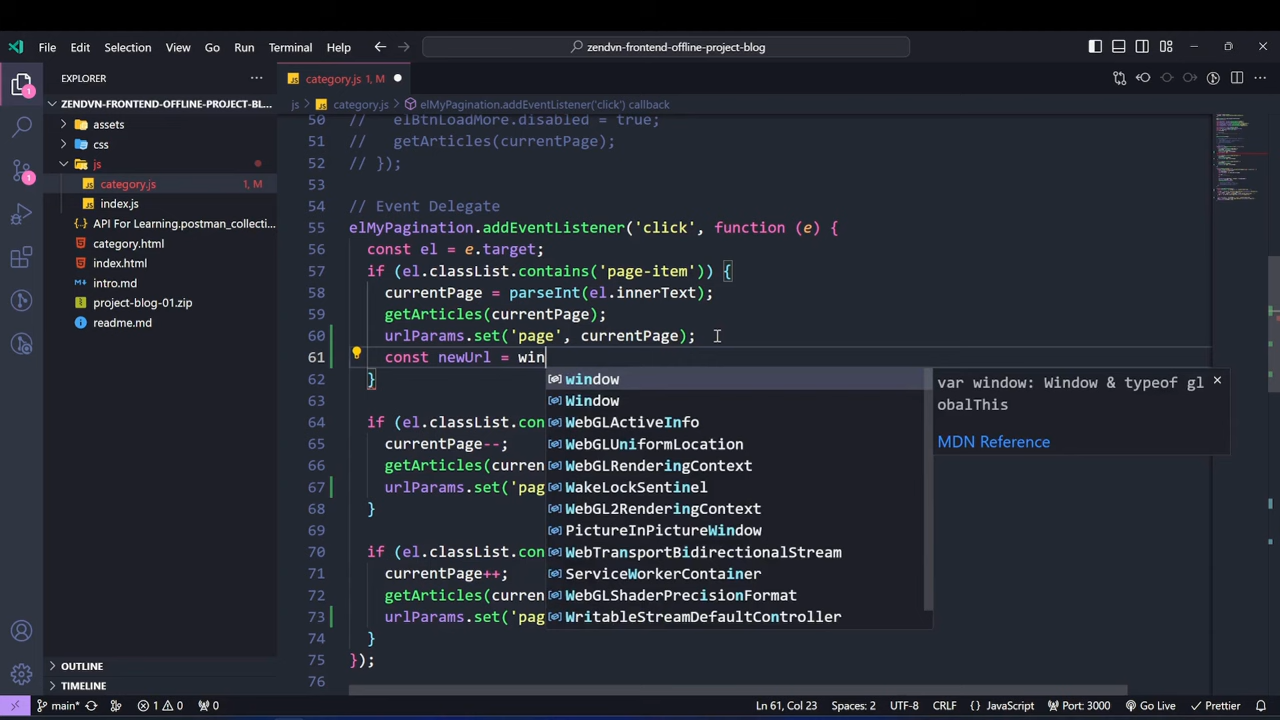 File Edit Selection View Go Run Terminal Help
zendvn-frontend-offline-project-blog
EXPLORER
category.js 1, M
ZENDVN-FRONTEND-OFFLINE-PROJECT-BL...
assets
css
js
category.js 1, M
index.js
API For Learning.postman_collecti...
category.html
index.html
intro.md
project-blog-01.zip
readme.md
OUTLINE
TIMELINE
js > category.js > elMyPagination.addEventListener('click') callback
50 // elBtnLoadMore.disabled = true;
51 // getArticles(currentPage);
52 // });
53
54 // Event Delegate
55 elMyPagination.addEventListener('click', function (e) {
56 const el = e.target;
57 if (el.classList.contains('page-item')) {
58 currentPage = parseInt(el.innerText);
59 getArticles(currentPage);
60 urlParams.set('page', currentPage);
61 const newUrl = win
62 }
63
64 if (el.classList.con
65 currentPage--;
66 getArticles(curren
67 urlParams.set('pag
68 }
69
70 if (el.classList.con
71 currentPage++;
72 getArticles(curren
73 urlParams.set('pag
74 }
75 });
76
window
Window
WebGLActiveInfo
WebGLUniformLocation
WebGLRenderingContext
WakeLockSentinel
WebGL2RenderingContext
PictureInPictureWindow
WebTransportBidirectionalStream
ServiceWorkerContainer
WebGLShaderPrecisionFormat
WritableStreamDefaultController
var window: Window & typeof gl
obalThis
MDN Reference
1
1
main* 1 0 0 Ln 61, Col 23 Spaces: 2 UTF-8 CRLF {} JavaScript Go Live Port: 3000 Prettier